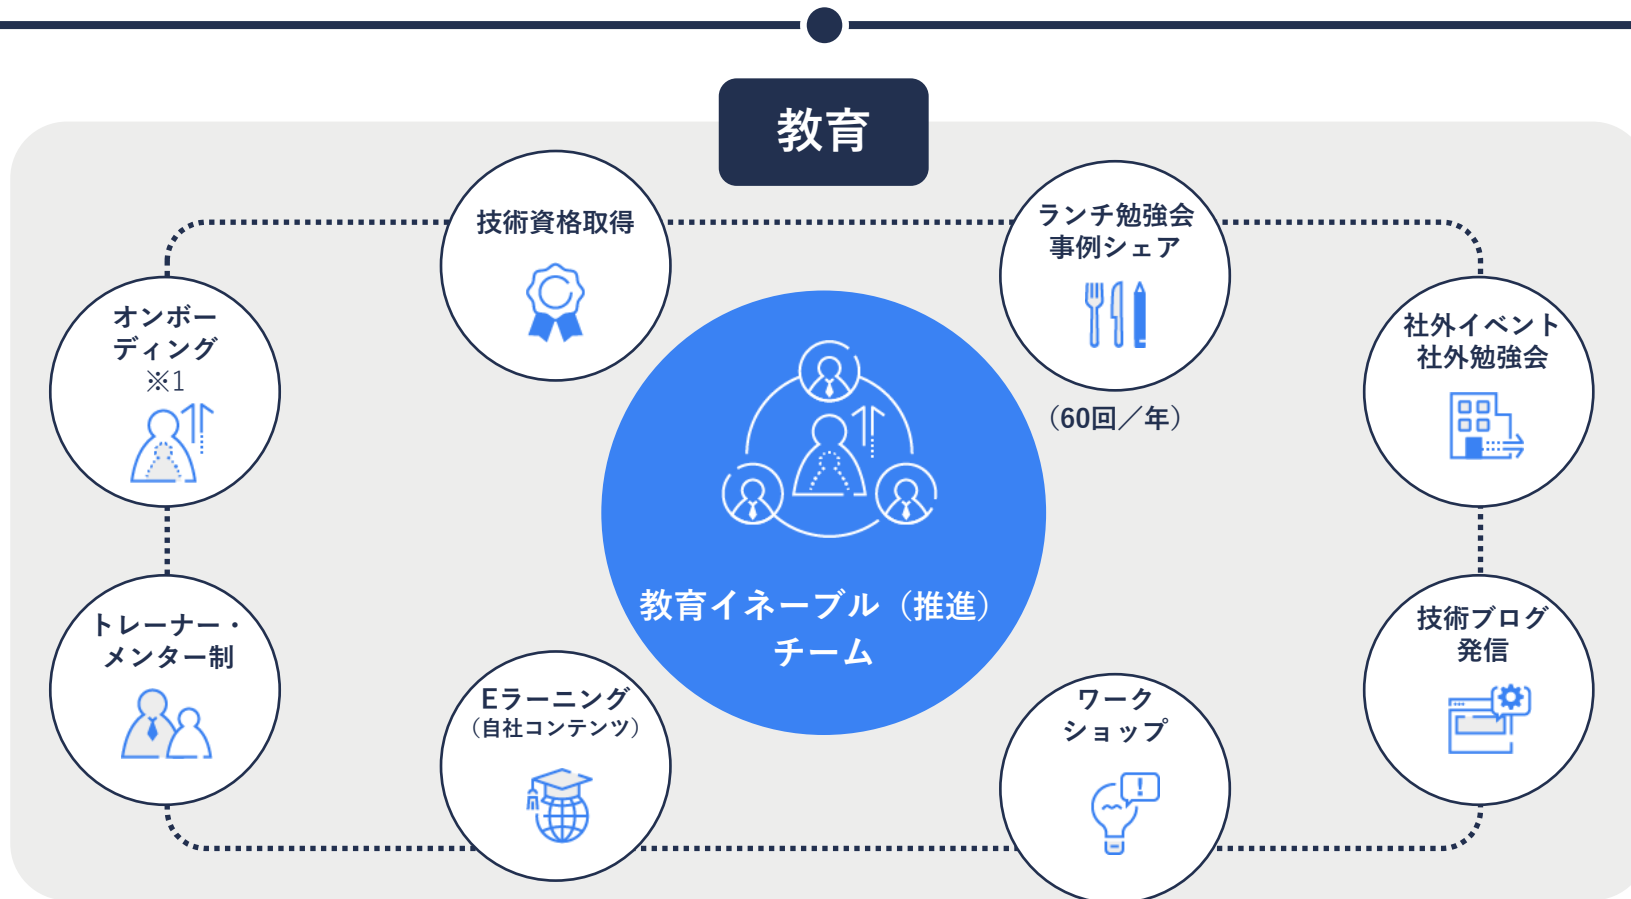 教育
技術資格取得
ランチ勉強会
事例シェア
(60回／年)
オンボー
ディング
※1
社外イベント
社外勉強会
教育イネーブル（推進）
チーム
トレーナー・
メンター制
技術ブログ
発信
Eラーニング
（自社コンテンツ）
ワーク
ショップ